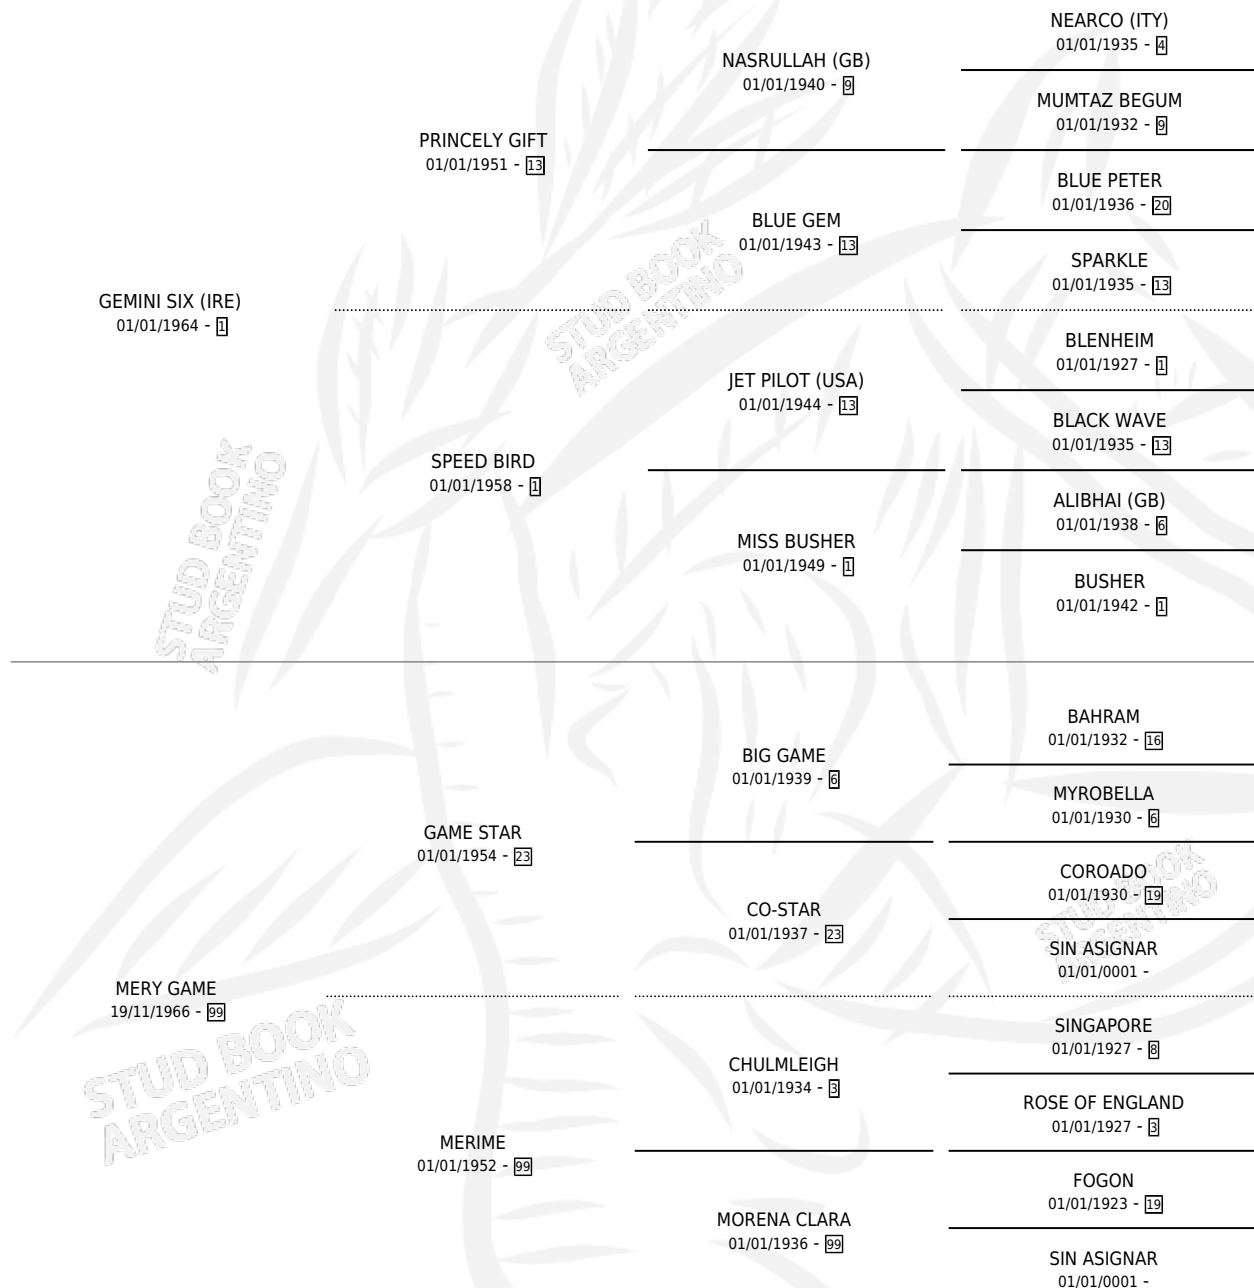 NEARCO (ITY)
01/01/1935 - 4
NASRULLAH (GB)
01/01/1940 - 9
MUMTAZ BEGUM
01/01/1932 - 9
PRINCELY GIFT
01/01/1951 - 13
BLUE PETER
01/01/1936 - 20
BLUE GEM
01/01/1943 - 13
SPARKLE
01/01/1935 - 13
GEMINI SIX (IRE)
01/01/1964 - 1
BLENHEIM
01/01/1927 - 1
JET PILOT (USA)
01/01/1944 - 13
BLACK WAVE
01/01/1935 - 13
SPEED BIRD
01/01/1958 - 1
ALIBHAI (GB)
01/01/1938 - 6
MISS BUSHER
01/01/1949 - 1
BUSHER
01/01/1942 - 1
BAHRAM
01/01/1932 - 16
BIG GAME
01/01/1939 - 6
MYROBELLA
01/01/1930 - 6
GAME STAR
01/01/1954 - 23
COROADO
01/01/1930 - 19
CO-STAR
01/01/1937 - 23
SIN ASIGNAR
01/01/0001 -
MERY GAME
19/11/1966 - 99
SINGAPORE
01/01/1927 - 8
CHULMLEIGH
01/01/1934 - 3
ROSE OF ENGLAND
01/01/1927 - 3
MERIME
01/01/1952 - 99
FOGON
01/01/1923 - 19
MORENA CLARA
01/01/1936 - 99
SIN ASIGNAR
01/01/0001 -
STUD BOOK
ARGENTINO
STUD BOOK
ARGENTINO
STUD BOOK
ARGENTINO
STUD BOOK
ARGENTINO